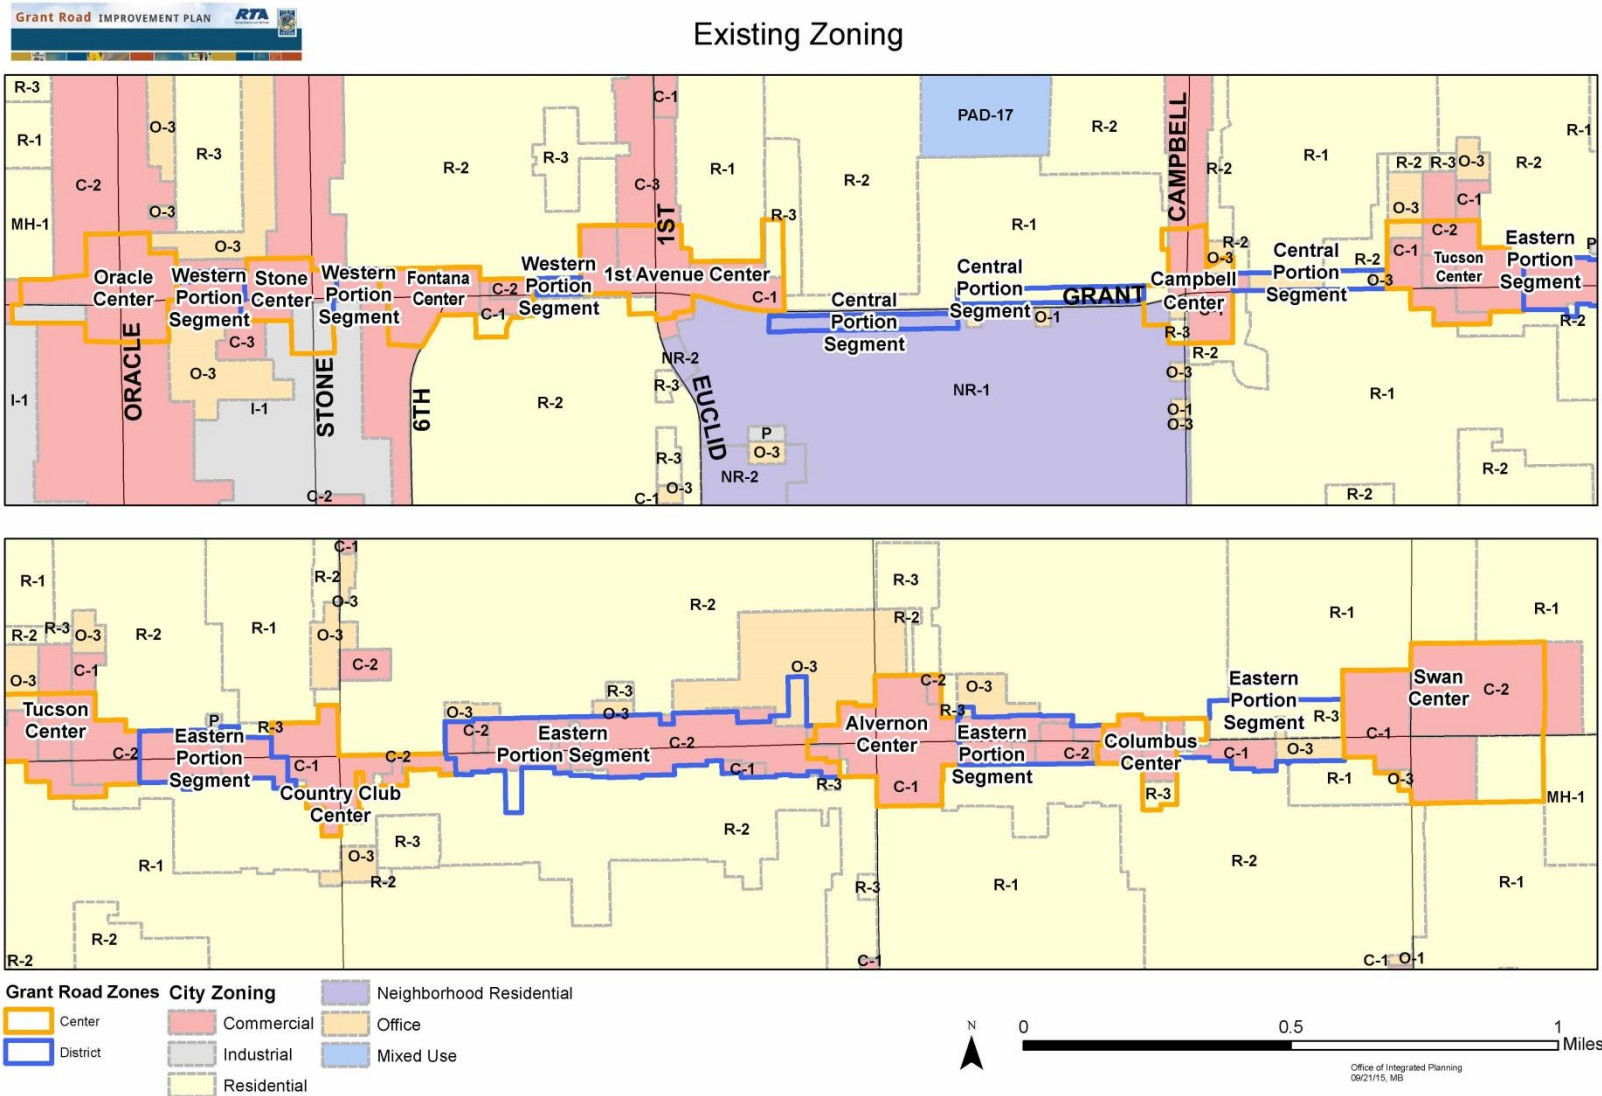 Grant Road IMPROVEMENT PLAN
RTA
Existing Zoning
R-3
R-1
MH-1
C-2
O-3
R-3
O-3
O-3
R-2
R-3
C-1
C-3
1ST
R-1
R-2
R-3
PAD-17
R-2
R-1
CAMPBELL
R-2
R-1
R-2
R-3
O-3
R-2
R-1
O-3
C-1
C-2
C-1
P
Oracle
Center
Western
Portion
Segment
Stone
Center
Western
Portion
Segment
Fontana
Center
C-2
C-1
Western
Portion
Segment
1st Avenue Center
C-1
Central
Portion
Segment
Central
Portion
Segment
GRANT
O-1
Campbell
Center
C-1
R-2
O-3
R-3
R-2
Central
Portion
Segment
R-2
O-3
Tucson
Center
Eastern
Portion
Segment
R-2
I-1
ORACLE
C-3
O-3
I-1
STONE
C-2
6TH
R-2
NR-2
R-3
EUCLID
R-3
C-1
O-3
NR-2
P
O-3
NR-1
O-3
O-1
O-3
R-1
R-2
R-2
C-1
R-1
R-2
R-3
O-3
R-2
R-1
R-2
O-3
O-3
C-2
R-2
R-3
R-2
R-1
R-1
O-3
C-1
P
R-3
O-3
R-3
O-3
O-3
C-2
O-3
R-3
Tucson
Center
C-2
Eastern
Portion
Segment
C-1
Country Club
Center
C-2
C-2
Eastern
Portion Segment
C-2
C-1
R-3
Alvernon
Center
C-1
Eastern
Portion
Segment
C-2
Columbus
Center
R-3
Eastern
Portion
Segment
R-3
C-1
O-3
R-1
C-1
O-3
Swan
Center
C-2
MH-1
R-1
R-3
O-3
R-2
R-2
R-2
R-2
R-3
R-1
R-2
R-1
C-1
C-1
O-1
Grant Road Zones
Center
District
City Zoning
Commercial
Industrial
Residential
Neighborhood Residential
Office
Mixed Use
N
0
0.5
1
Miles
Office of Integrated Planning
09/21/15, MB